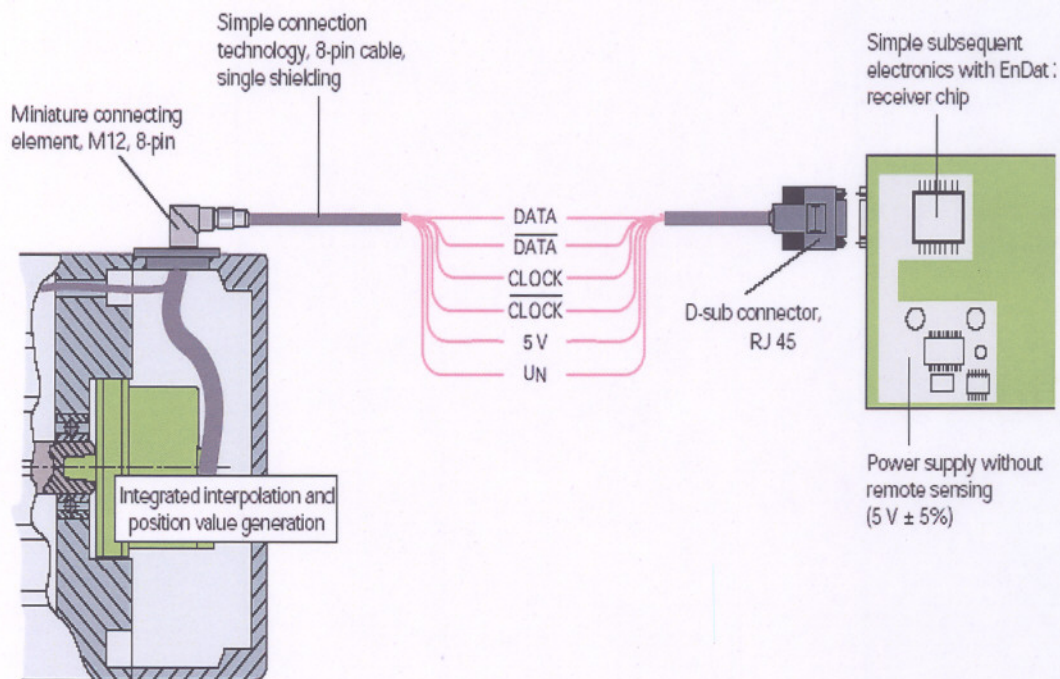 Simple connection
technology, 8-pin cable,
single shielding
Simple subsequent
electronics with EnDat :
receiver chip
Miniature connecting
element, M12, 8-pin
DATA
DATA
CLOCK
CLOCK
5 V
UN
D-sub connector,
RJ 45
Integrated interpolation and
position value generation
Power supply without
remote sensing
(5 V ± 5%)